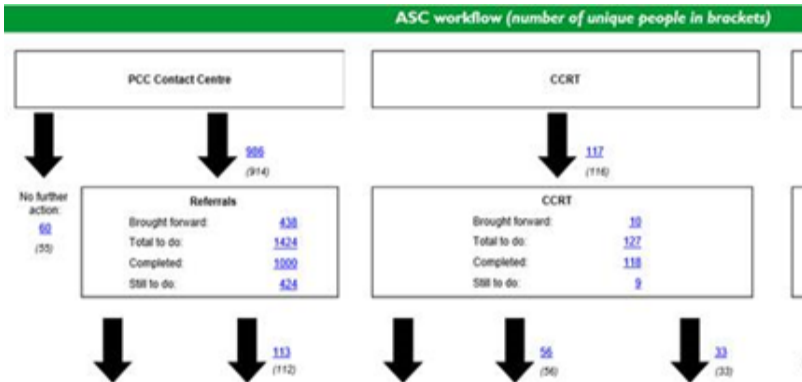 ASC workflow (number of unique people in brackets)
PCC Contact Centre
CCRT
986
(914)
117
(116)
No further
action:
60
(55)
Referrals
Brought forward: 438
Total to do: 1424
Completed: 1000
Still to do: 424
CCRT
Brought forward: 10
Total to do: 127
Completed: 118
Still to do: 9
113
(112)
56
(56)
33
(33)